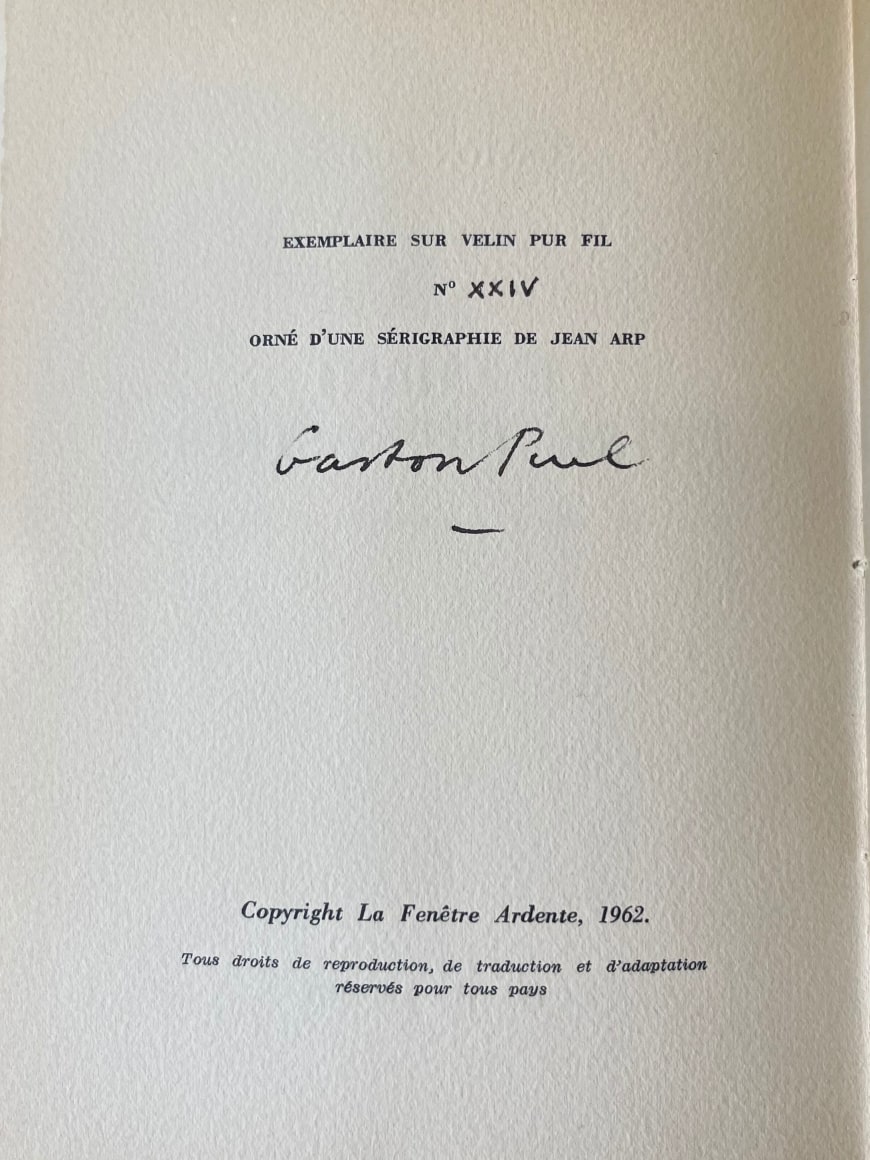 EXEMPLAIRE SUR VELIN PUR FIL
Nº XXIV
ORNÉ D'UNE SÉRIGRAPHIE DE JEAN ARP
Gaston Puel
Copyright La Fenêtre Ardente, 1962.
Tous droits de reproduction, de traduction et d'adaptation
réservés pour tous pays